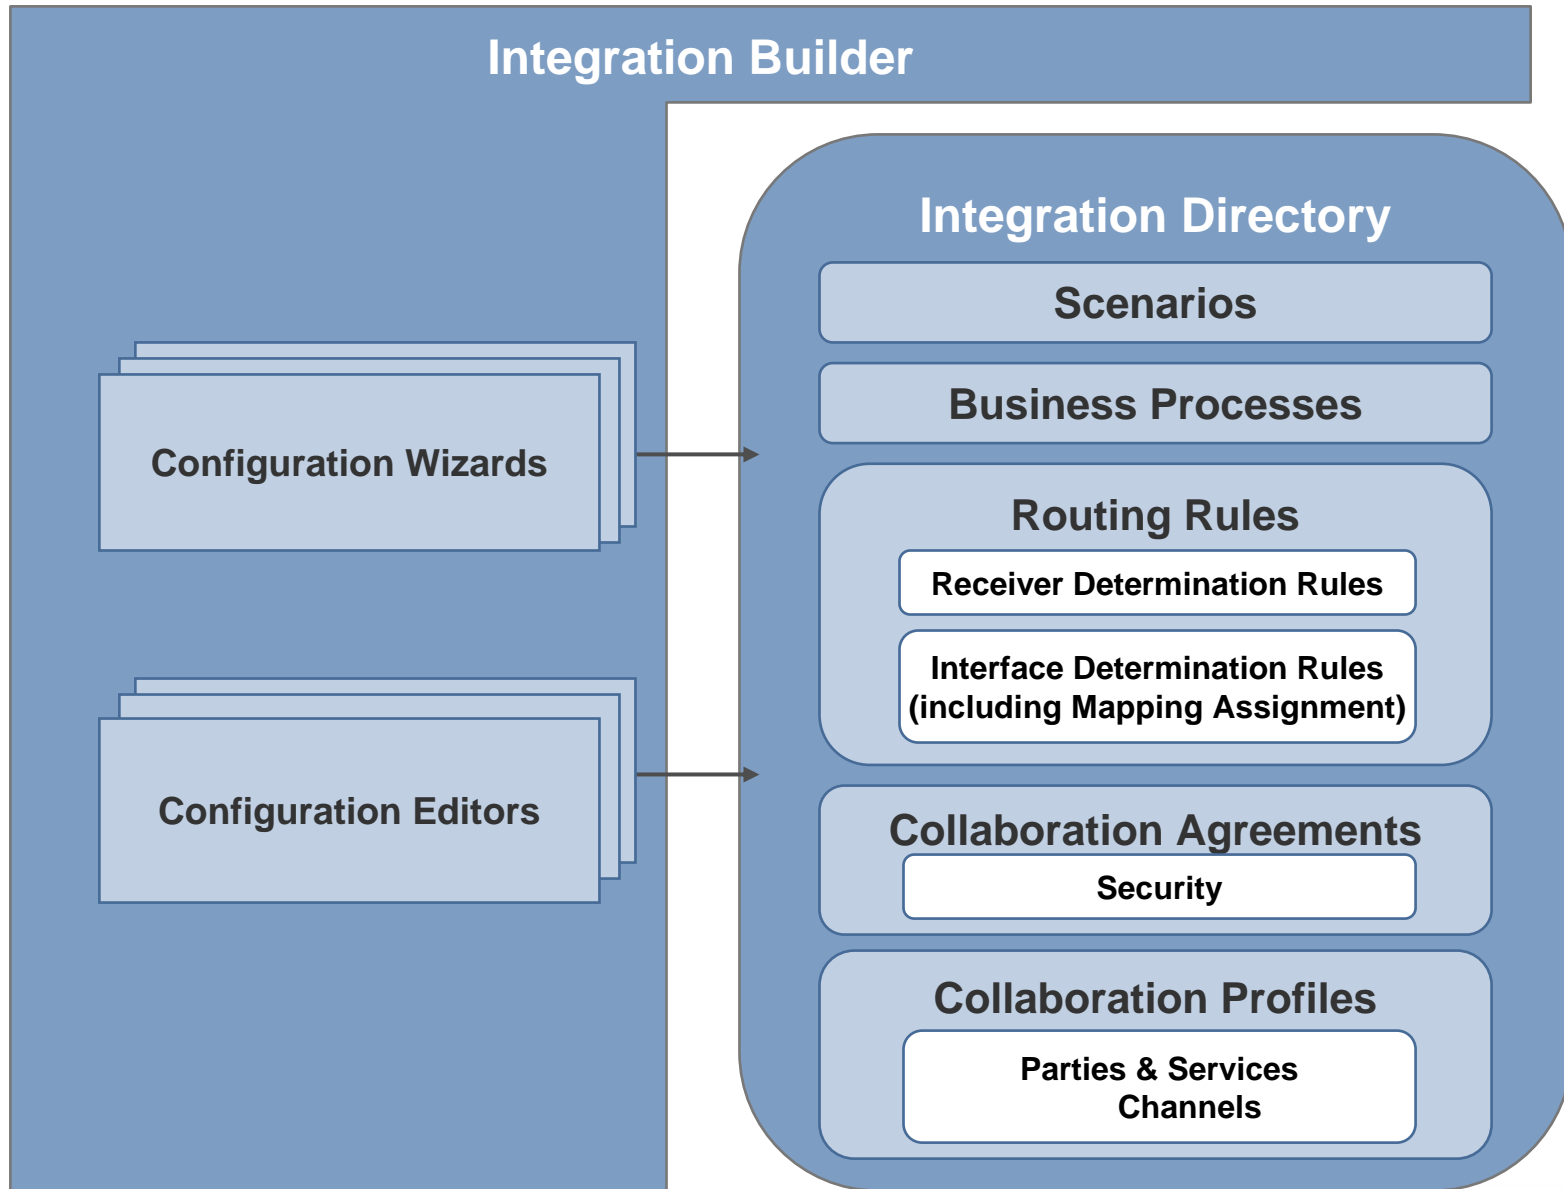 Integration Builder
Configuration Wizards
Configuration Editors
Integration Directory
Scenarios
Business Processes
Routing Rules
Receiver Determination Rules
Interface Determination Rules
(including Mapping Assignment)
Collaboration Agreements
Security
Collaboration Profiles
Parties & Services
Channels